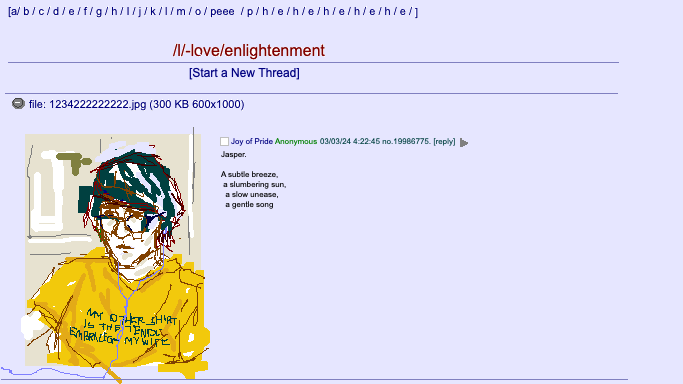 [a/ b / c / d / e / f / g / h / l / j / k / l / m / o / peee / p / h e / h e / h e / h e / h e / h e / ]
/l/-love/enlightenment
[Start a New Thread]
file: 1234222222222.jpg (300 KB 600x1000)
Joy of Pride Anonymous 03/03/24 4:22:45 no.19986775. [reply]
Jasper.
A subtle breeze,
a slumbering sun,
a slow unease,
a gentle song
MY OTHER SHIRT
IS THE TENDER
EMBRACE OF MY WIFE